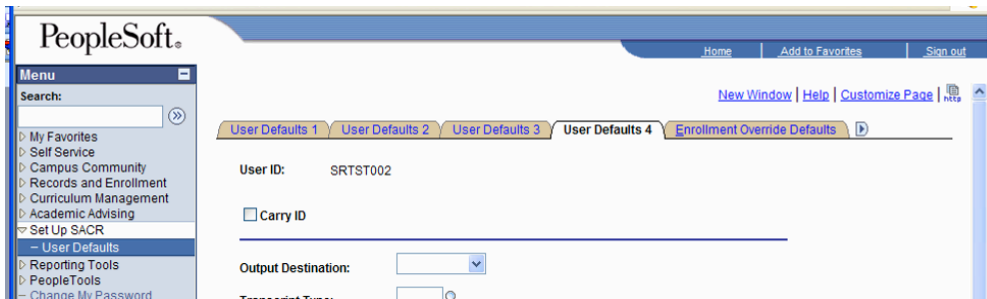 PeopleSoft®
Home Add to Favorites Sign out
Menu
Search:
My Favorites
Self Service
Campus Community
Records and Enrollment
Curriculum Management
Academic Advising
Set Up SACR
– User Defaults
Reporting Tools
PeopleTools
– Change My Password
New Window | Help | Customize Page | http
User Defaults 1 User Defaults 2 User Defaults 3 User Defaults 4 Enrollment Override Defaults
User ID: SRTST002
Carry ID
Output Destination:
Transcript Type: